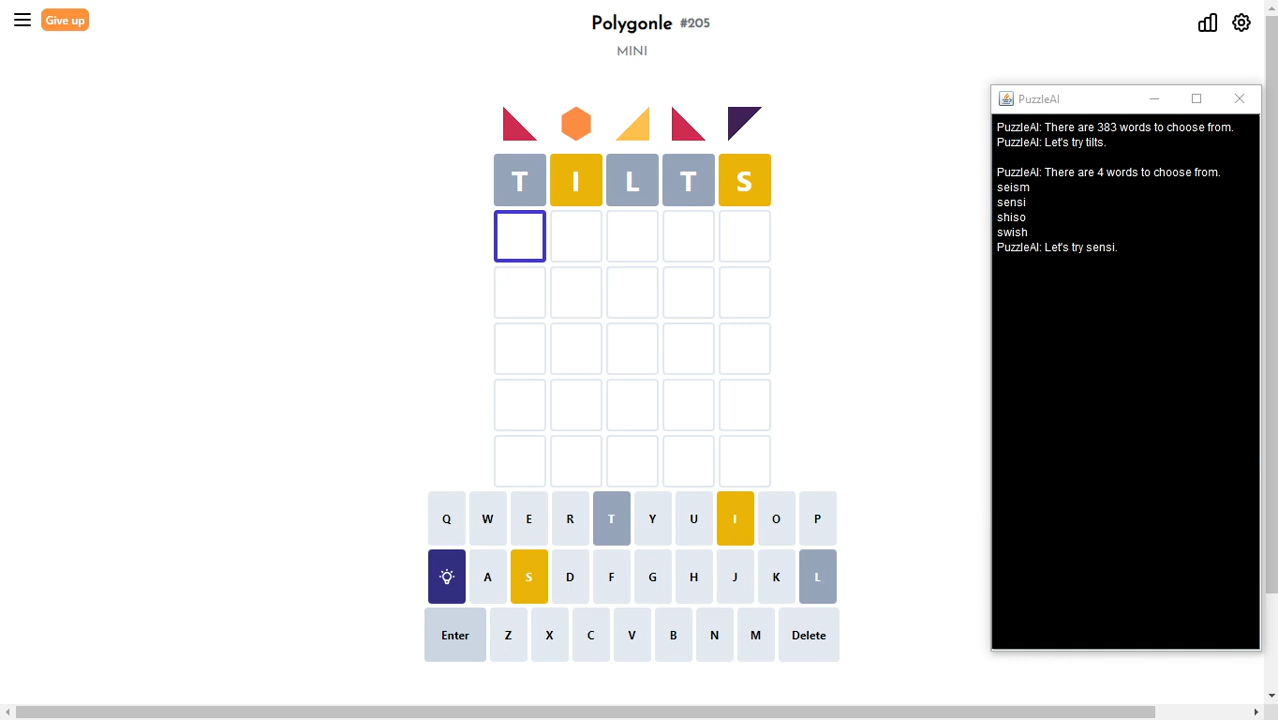 Give up
Polygonle #205
MINI
T I L T S
Q W E R T Y U I O P
A S D F G H J K L
Enter Z X C V B N M Delete
PuzzleAI
PuzzleAI: There are 383 words to choose from.
PuzzleAI: Let's try tilts.
PuzzleAI: There are 4 words to choose from.
seism
sensi
shiso
swish
PuzzleAI: Let's try sensi.